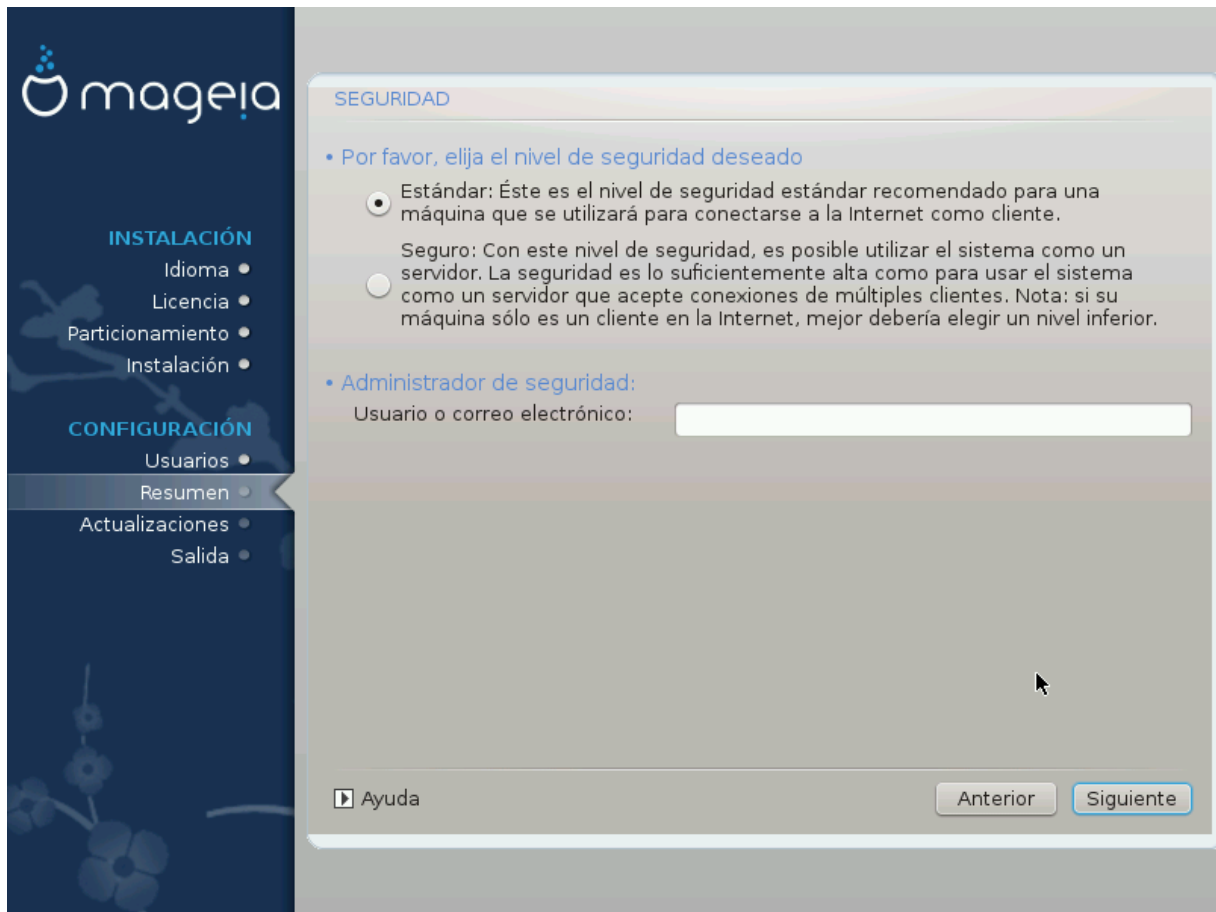 mageia
INSTALACIÓN
Idioma
Licencia
Particionamiento
Instalación
CONFIGURACIÓN
Usuarios
Resumen
Actualizaciones
Salida
SEGURIDAD
• Por favor, elija el nivel de seguridad deseado
Estándar: Éste es el nivel de seguridad estándar recomendado para una
máquina que se utilizará para conectarse a la Internet como cliente.
Seguro: Con este nivel de seguridad, es posible utilizar el sistema como un
servidor. La seguridad es lo suficientemente alta como para usar el sistema
como un servidor que acepte conexiones de múltiples clientes. Nota: si su
máquina sólo es un cliente en la Internet, mejor debería elegir un nivel inferior.
• Administrador de seguridad:
Usuario o correo electrónico:
Ayuda
Anterior
Siguiente